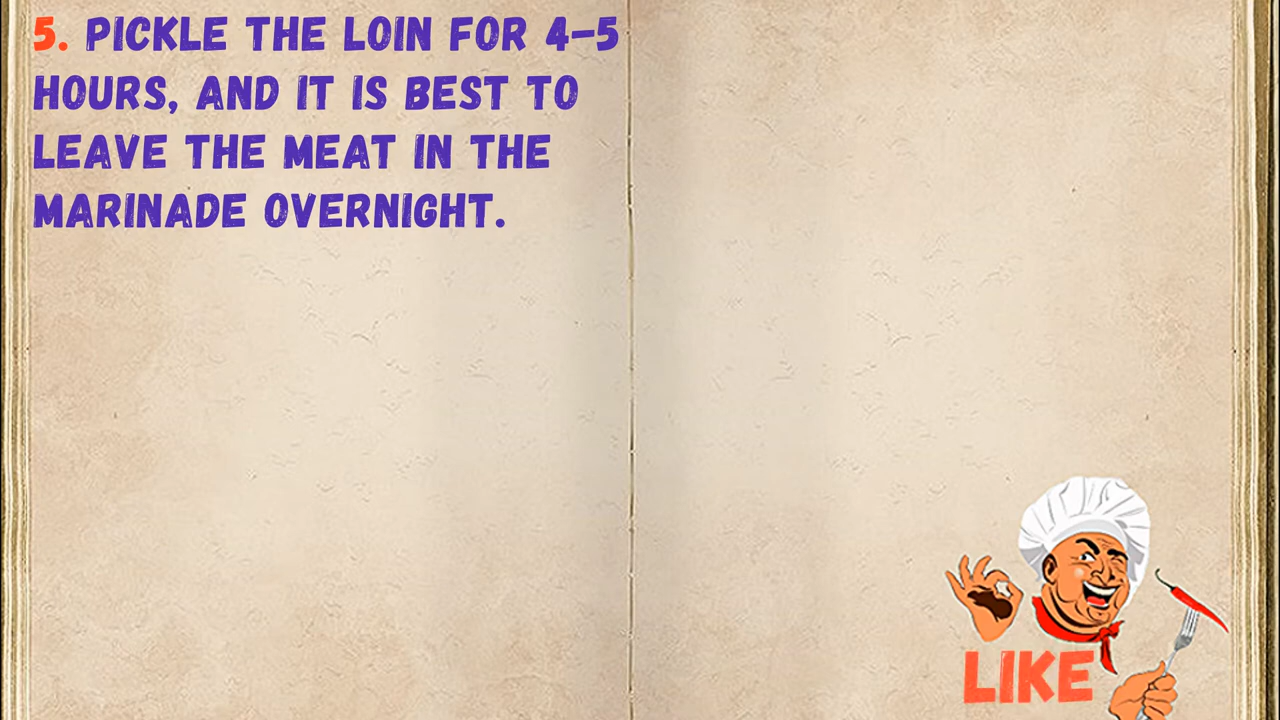 5. PICKLE THE LOIN FOR 4-5
HOURS, AND IT IS BEST TO
LEAVE THE MEAT IN THE
MARINADE OVERNIGHT.
LIKE